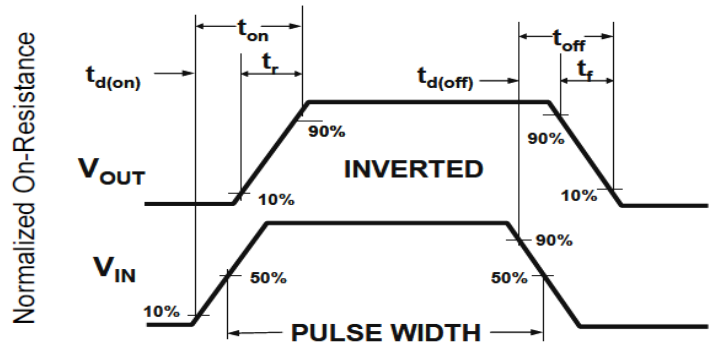 Normalized On-Resistance
ton
toff
td(on)
tr
td(off)
tf
90%
90%
VOUT
INVERTED
10%
10%
90%
VIN
50%
50%
10%
PULSE WIDTH